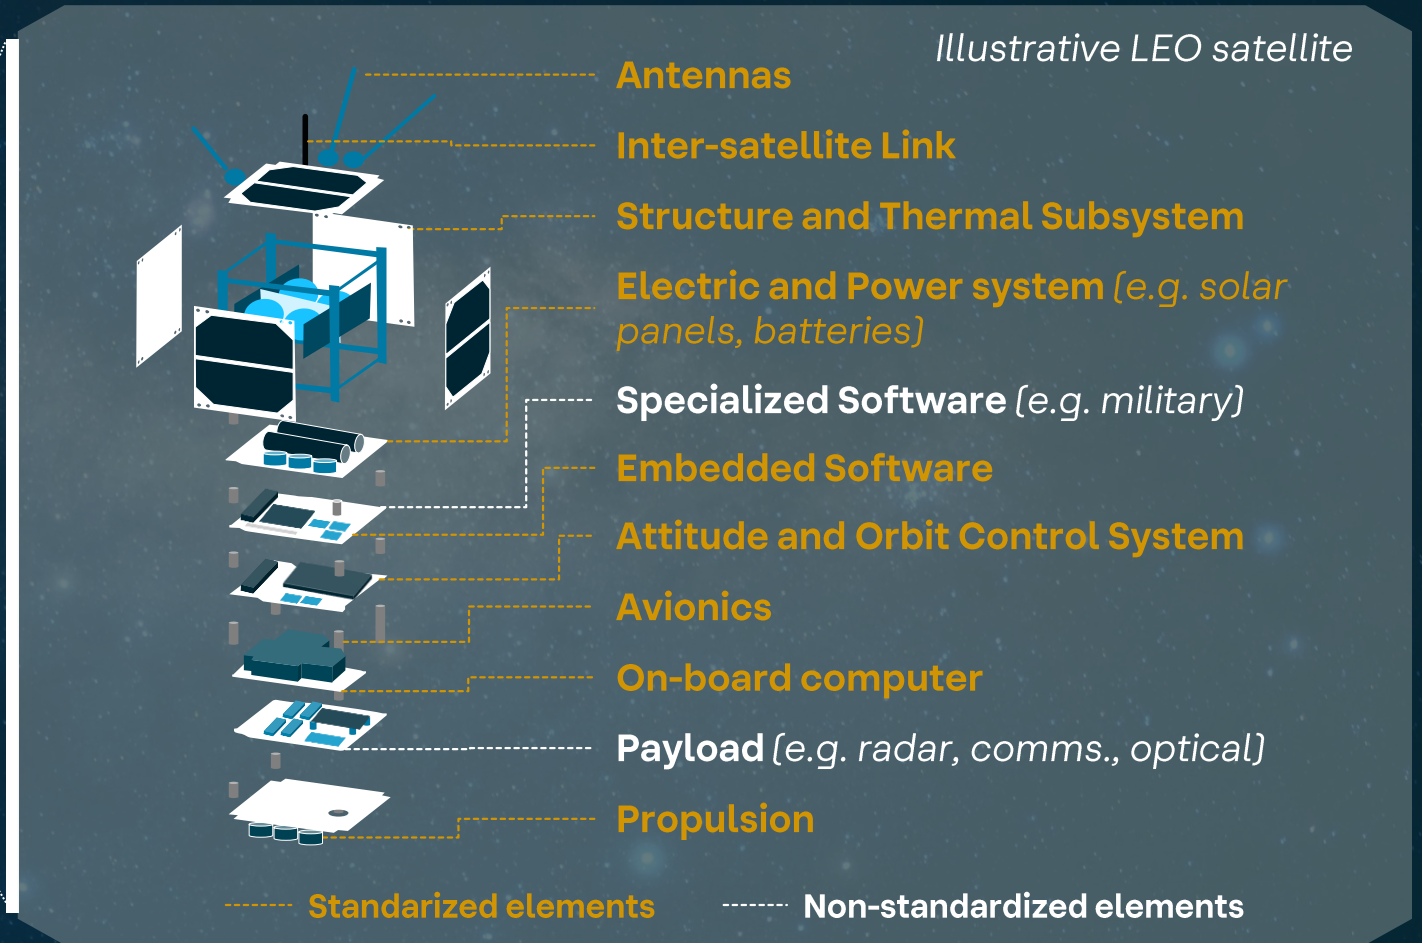 Illustrative LEO satellite
Antennas
Inter-satellite Link
Structure and Thermal Subsystem
Electric and Power system (e.g. solar
panels, batteries)
Specialized Software (e.g. military)
Embedded Software
Attitude and Orbit Control System
Avionics
On-board computer
Payload (e.g. radar, comms., optical)
Propulsion
Standarized elements
Non-standardized elements